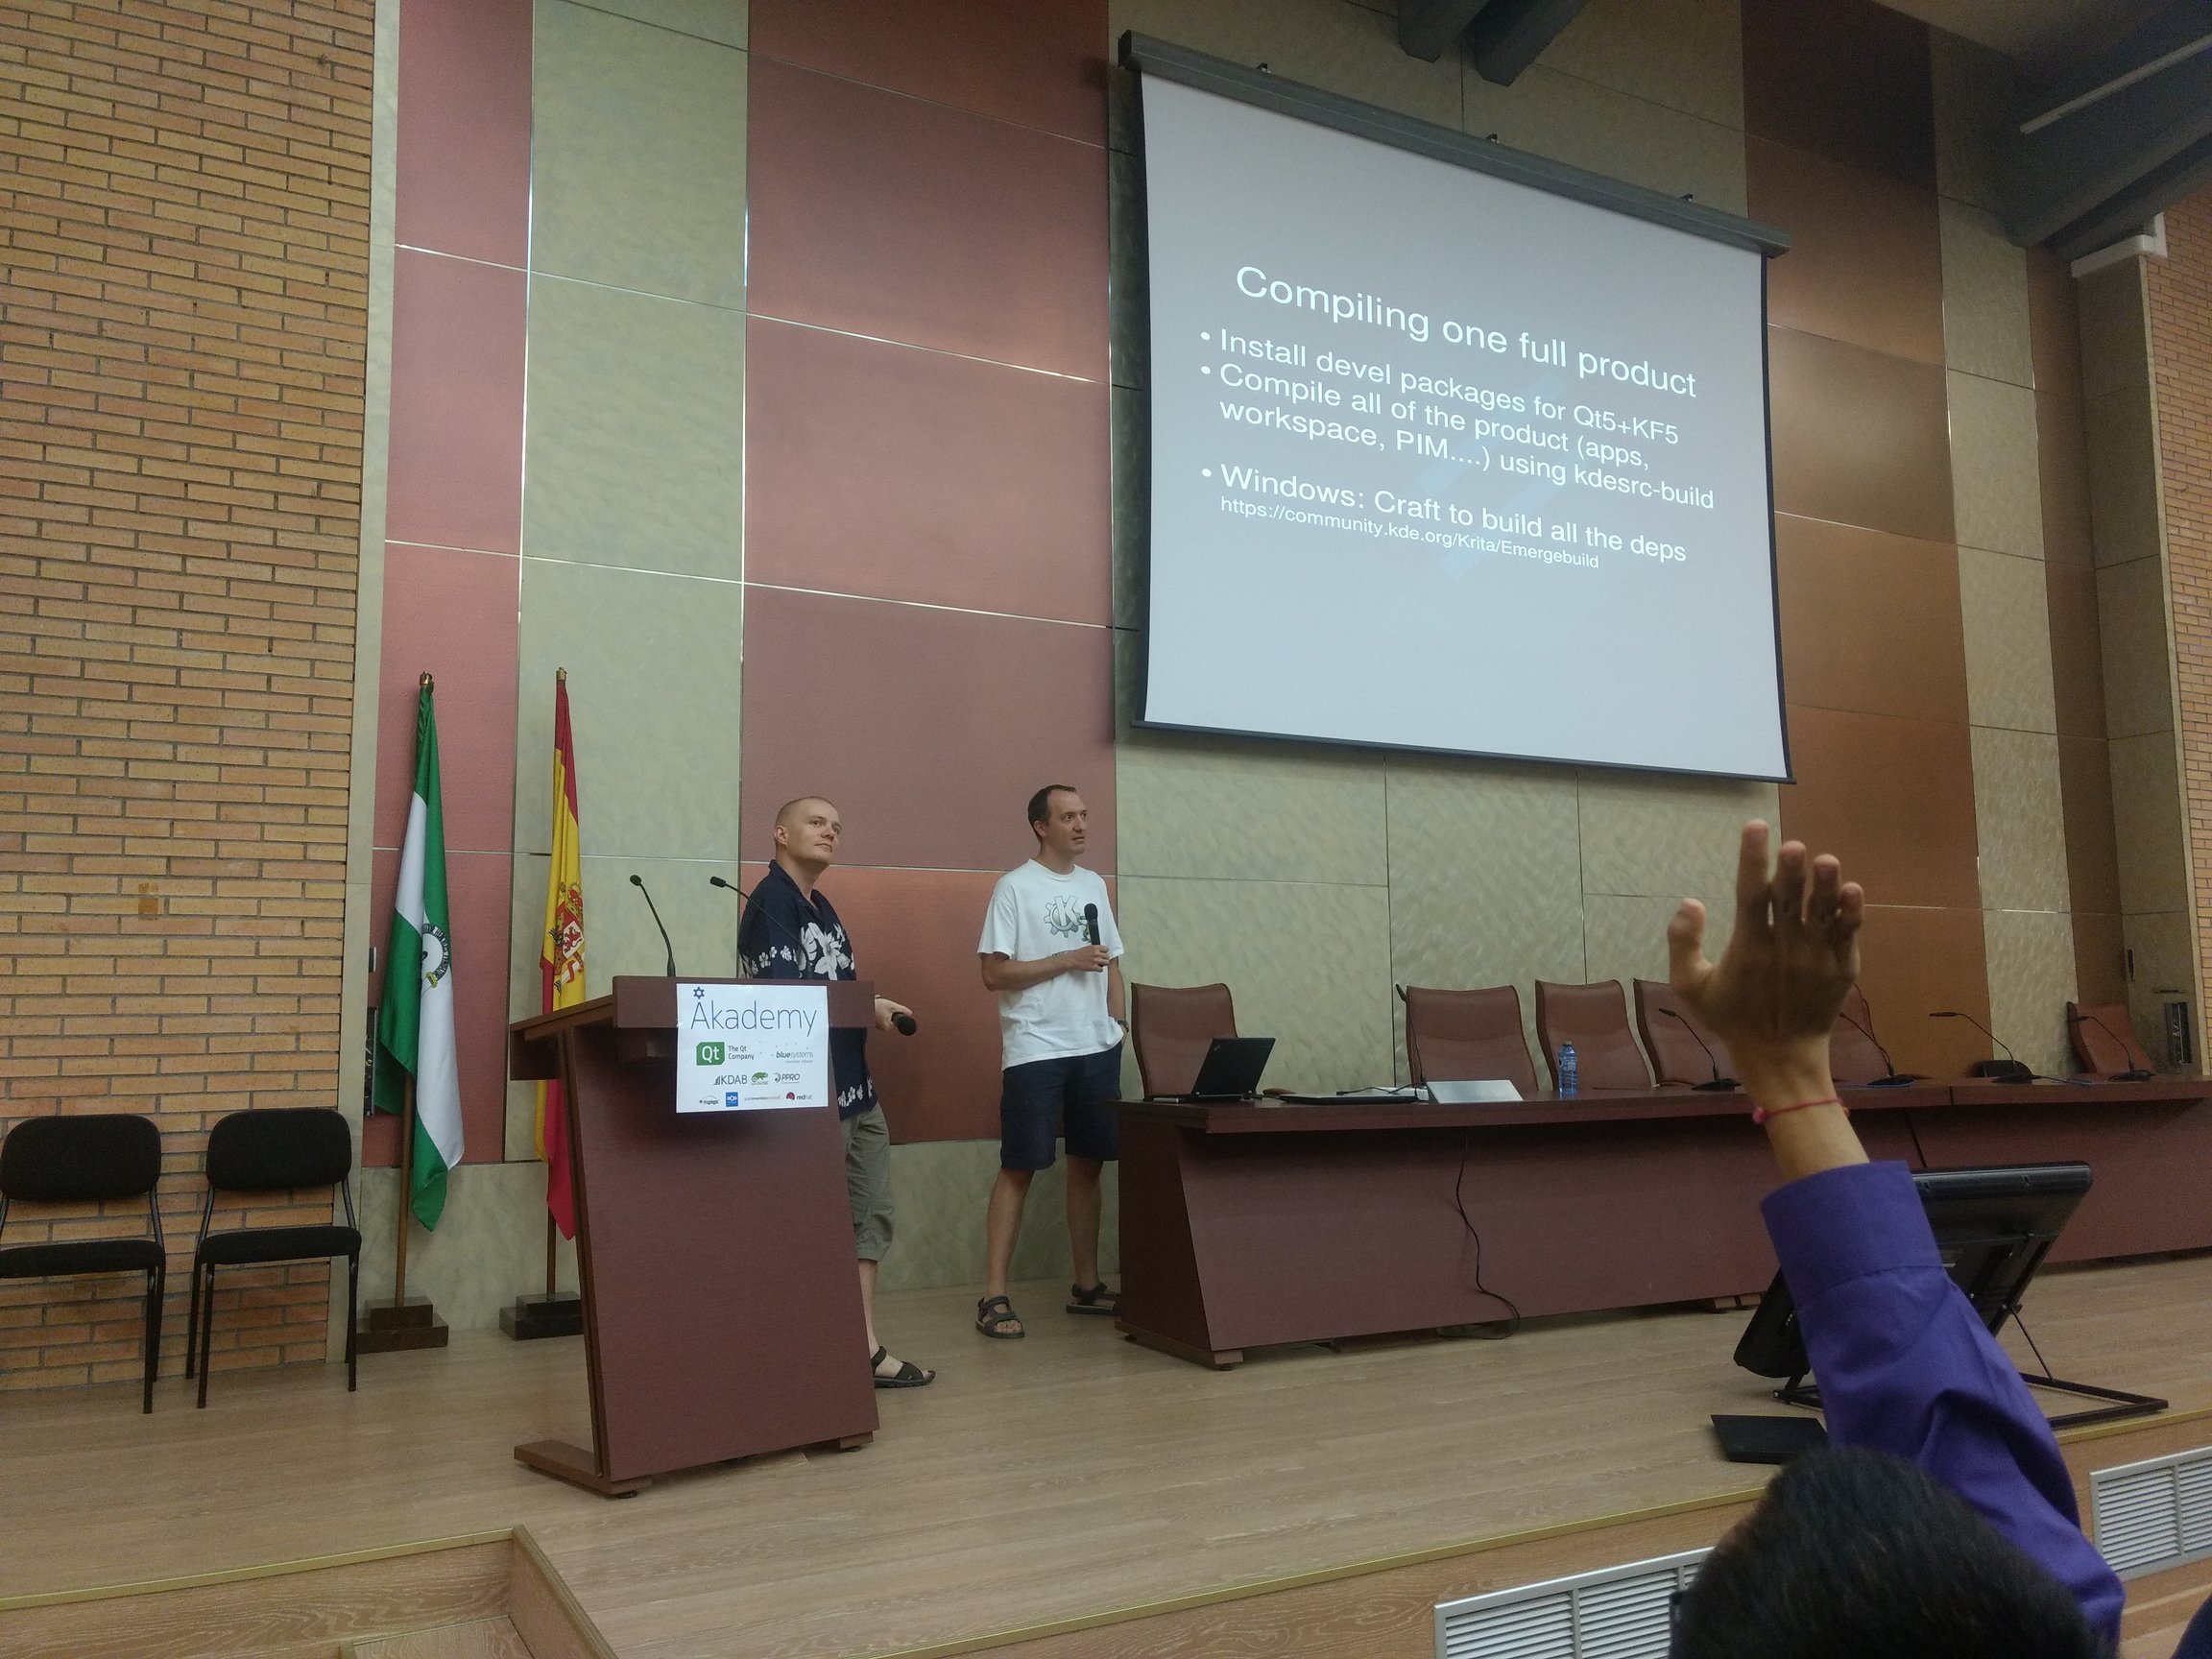 Compiling one full product
• Install devel packages for Qt5+KF5
• Compile all of the product (apps,
workspace, PIM....) using kdesrc-build
• Windows: Craft to build all the deps
https://community.kde.org/Krita/Emergebuild
K
Akademy
Qt The Qt
Company
bluesystems
KDAB
PPRO
redhat